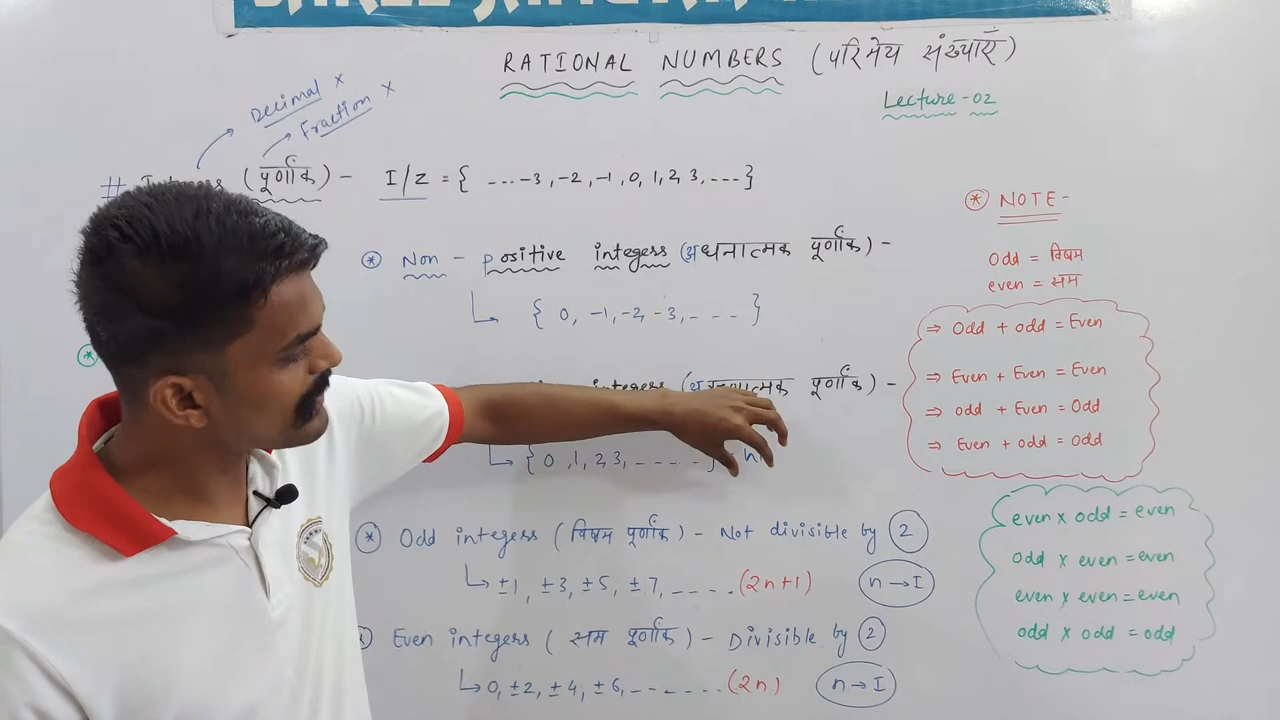 RATIONAL NUMBERS (परिमेय संख्याएँ)
Lecture-02
Decimal x
Fraction x
# (पूर्णांक) - I/Z = { ....-3, -2, -1, 0, 1, 2, 3, ....}
* Non - positive integers (अधनात्मक पूर्णांक) -
{ 0, -1, -2, -3, - - - - }
integers (अऋणात्मक पूर्णांक) -
{ 0, 1, 2, 3, - - - - - }
* Odd integers (विषम पूर्णांक) - Not divisible by 2
±1, ±3, ±5, ±7, - - - - . (2n+1) n → I
Even integers ( सम पूर्णांक) - Divisible by 2
0, ±2, ±4, ±6, - - - - - - (2n) n → I
* NOTE-
Odd = विषम
even = सम
⇒ Odd + odd = Even
⇒ Even + Even = Even
⇒ odd + Even = Odd
⇒ Even + odd = odd
even x odd = even
odd x even = even
even x even = even
odd x odd = odd